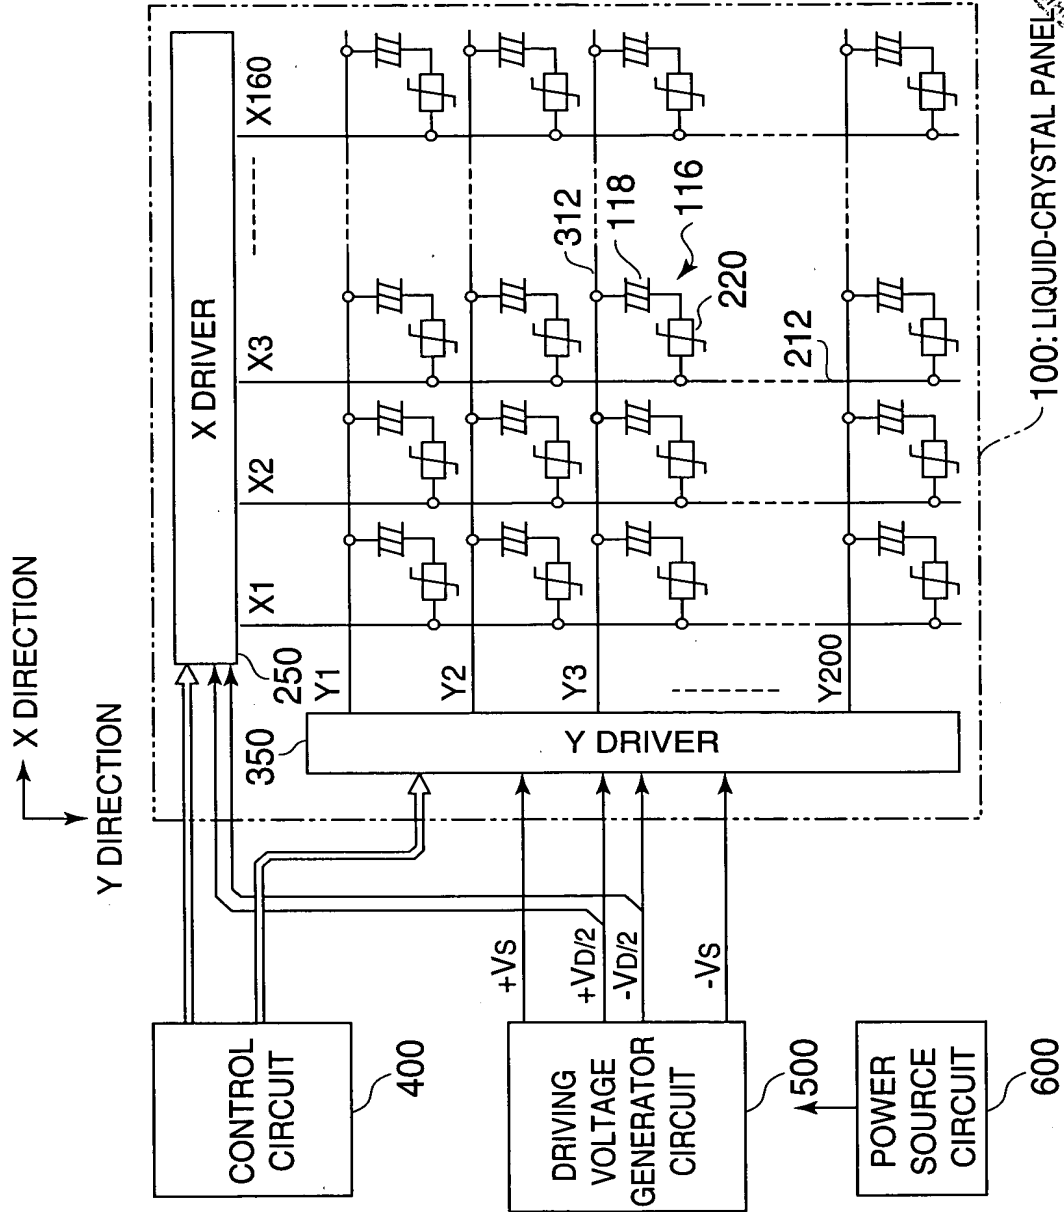 X DIRECTION
Y DIRECTION
X DRIVER
250
X1
X2
X3
X160
350
Y DRIVER
Y1
Y2
Y3
Y200
312
118
116
220
212
100: LIQUID-CRYSTAL PANEL
CONTROL
CIRCUIT
400
+VS
+VD/2
-VD/2
-VS
DRIVING
VOLTAGE
GENERATOR
CIRCUIT
500
POWER
SOURCE
CIRCUIT
600